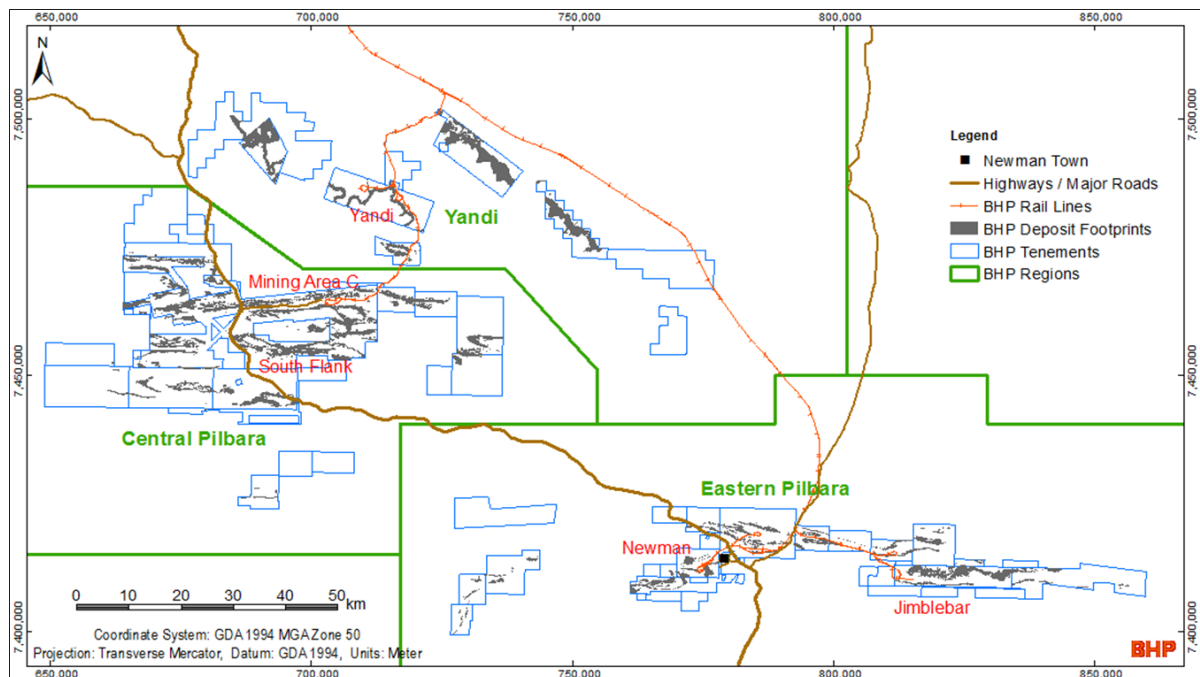 650,000 700,000 750,000 800,000 850,000
N
7,500,000 7,500,000
Legend
Newman Town
Highways / Major Roads
BHP Rail Lines
BHP Deposit Footprints
BHP Tenements
BHP Regions
Yandi Yandi
Mining Area C
South Flank
7,450,000 7,450,000
Central Pilbara
Eastern Pilbara
Newman
Jimblebar
0 10 20 30 40 50 km
7,400,000 7,400,000
Coordinate System: GDA 1994 MGA Zone 50
Projection: Transverse Mercator, Datum: GDA 1994, Units: Meter
BHP
650,000 700,000 750,000 800,000 850,000